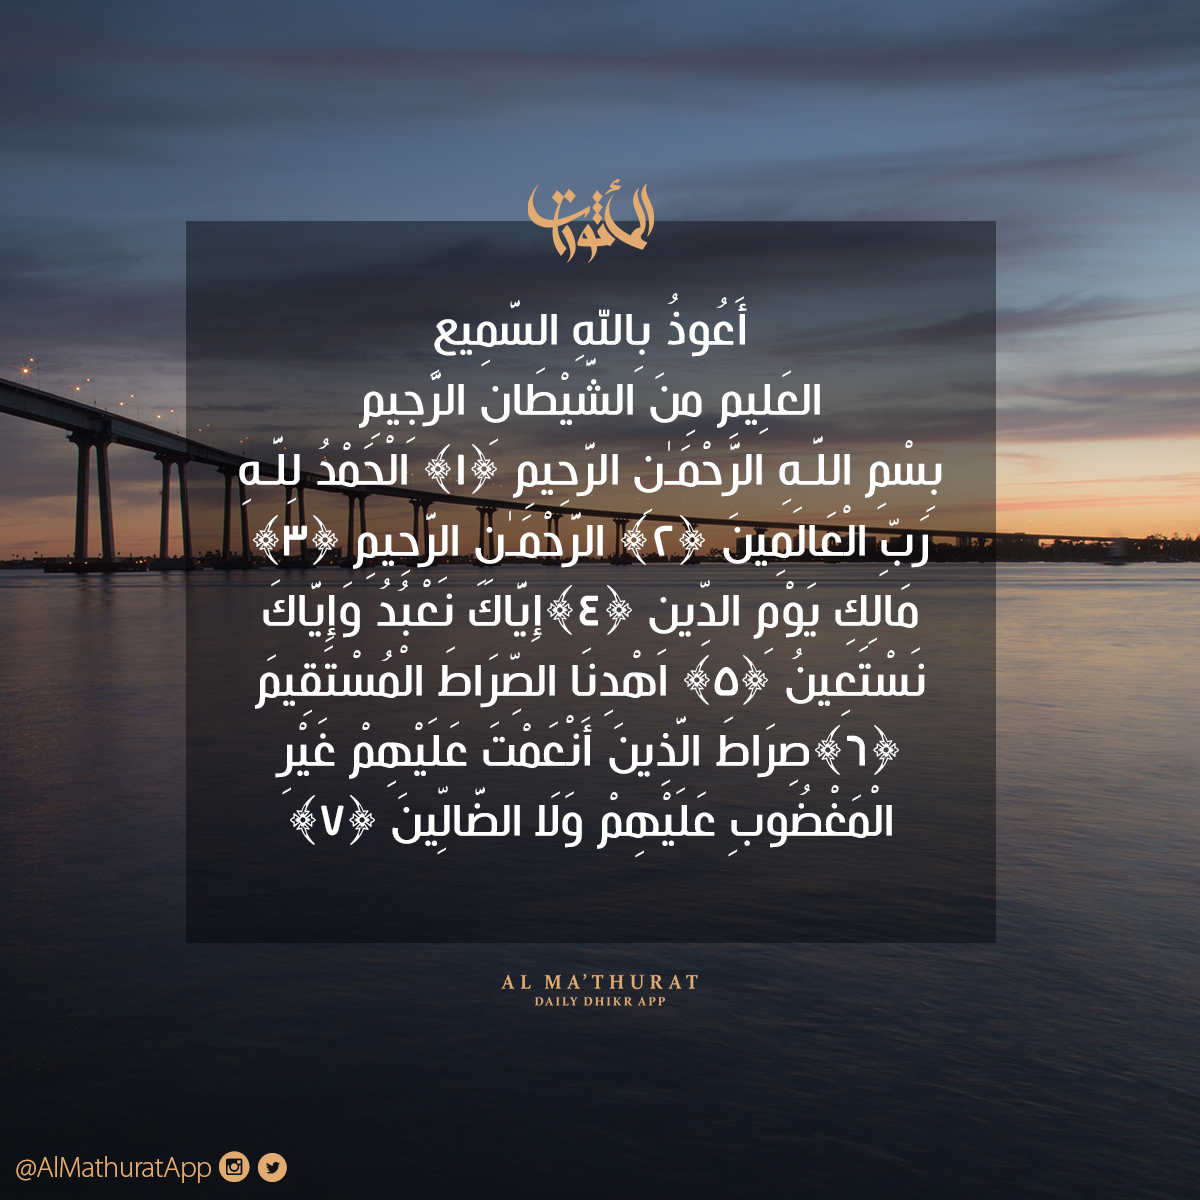 المأثورات
أَعُوذُ بِاللّهِ السّمِيع
العَلِيمِ مِنَ الشّيْطَان الرَّجِيمِ
بِسْمِ اللّـهِ الرَّحْمَـٰن الرّحِيمِ ﴿١﴾ اَلْحَمْدُ لِلّـهِ
رَبِّ الْعَالَمِينَ ﴿٢﴾ الرّحْمَـٰن الرّحِيمِ ﴿٣﴾
مَالِكِ يَوْمِ الدِّين ﴿٤﴾إِيّاكَ نَعْبُدُ وَإِيّاكَ
نَسْتَعِينُ ﴿٥﴾ اَهْدِنَا الصِّرَاطَ الْمُسْتَقِيمَ
﴿٦﴾صِرَاطَ الّذِينَ أَنْعَمْتَ عَلَيْهِمْ غَيْرِ
الْمَغْضُوبِ عَلَيْهِمْ وَلَا الضّالِّينَ ﴿٧﴾
AL MA'THURAT
DAILY DHIKR APP
@AlMathuratApp